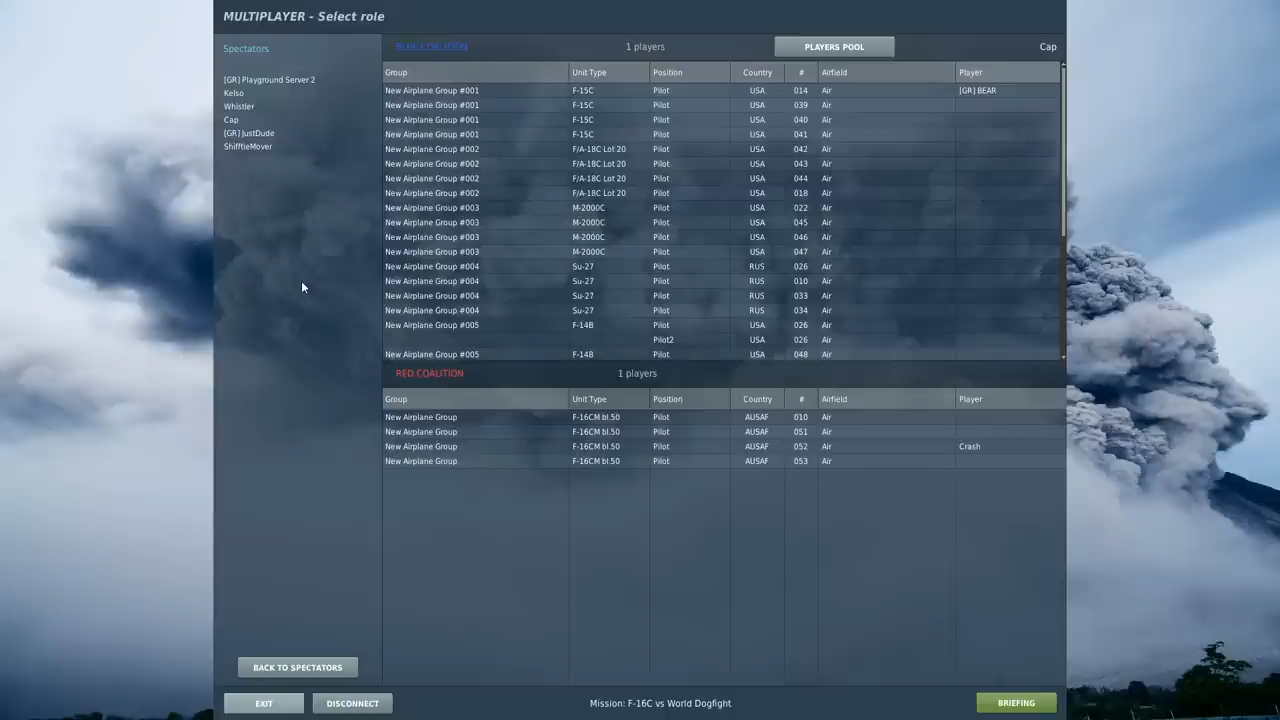 MULTIPLAYER - Select role
Spectators
[GR] Playground Server 2
Kelso
Whistler
Cap
[GR] JustDude
ShifftieMover
BLUE COALITION 1 players PLAYERS POOL Cap
Group Unit Type Position Country # Airfield Player
New Airplane Group #001 F-15C Pilot USA 014 Air [GR] BEAR
New Airplane Group #001 F-15C Pilot USA 039 Air
New Airplane Group #001 F-15C Pilot USA 040 Air
New Airplane Group #001 F-15C Pilot USA 041 Air
New Airplane Group #002 F/A-18C Lot 20 Pilot USA 042 Air
New Airplane Group #002 F/A-18C Lot 20 Pilot USA 043 Air
New Airplane Group #002 F/A-18C Lot 20 Pilot USA 044 Air
New Airplane Group #002 F/A-18C Lot 20 Pilot USA 018 Air
New Airplane Group #003 M-2000C Pilot USA 022 Air
New Airplane Group #003 M-2000C Pilot USA 045 Air
New Airplane Group #003 M-2000C Pilot USA 046 Air
New Airplane Group #003 M-2000C Pilot USA 047 Air
New Airplane Group #004 Su-27 Pilot RUS 026 Air
New Airplane Group #004 Su-27 Pilot RUS 010 Air
New Airplane Group #004 Su-27 Pilot RUS 033 Air
New Airplane Group #004 Su-27 Pilot RUS 034 Air
New Airplane Group #005 F-14B Pilot USA 026 Air
Pilot2 USA 026 Air
New Airplane Group #005 F-14B Pilot USA 048 Air
RED COALITION 1 players
Group Unit Type Position Country # Airfield Player
New Airplane Group F-16CM bl.50 Pilot AUSAF 010 Air
New Airplane Group F-16CM bl.50 Pilot AUSAF 051 Air
New Airplane Group F-16CM bl.50 Pilot AUSAF 052 Air Crash
New Airplane Group F-16CM bl.50 Pilot AUSAF 053 Air
BACK TO SPECTATORS
EXIT DISCONNECT Mission: F-16C vs World Dogfight BRIEFING